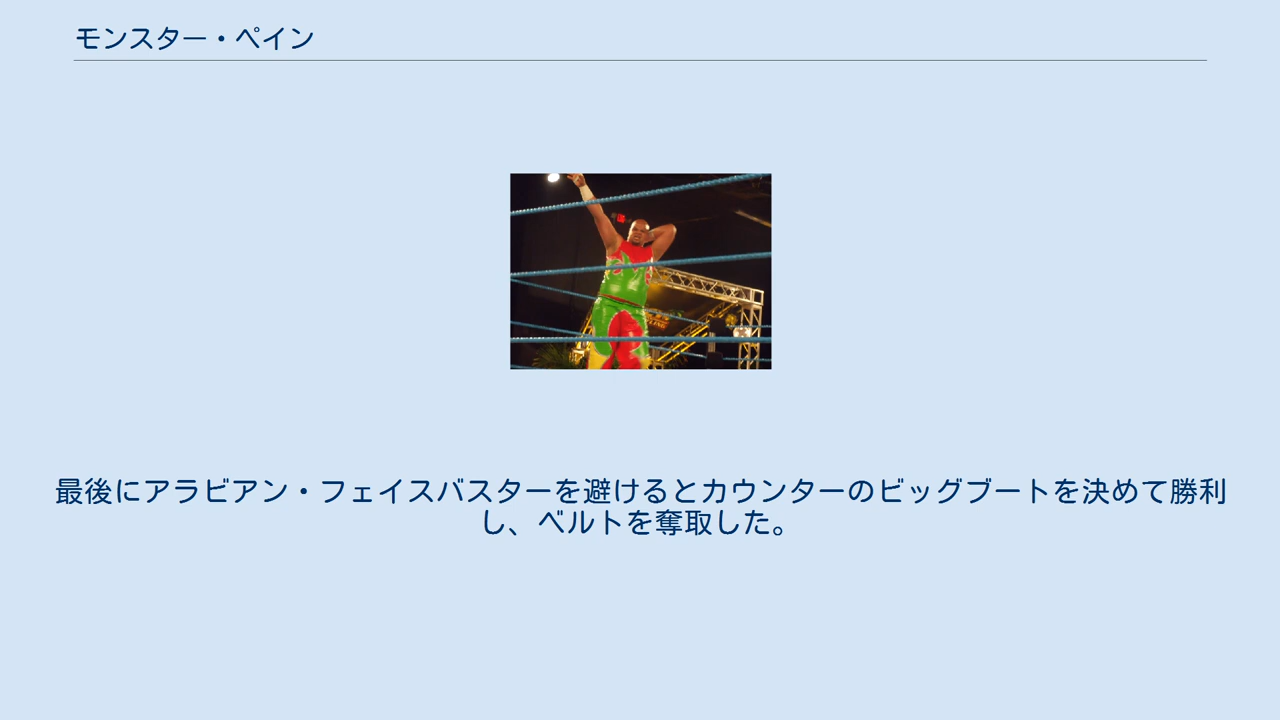 モンスター・ペイン
最後にアラビアン・フェイスバスターを避けるとカウンターのビッグブートを決めて勝利
し、ベルトを奪取した。